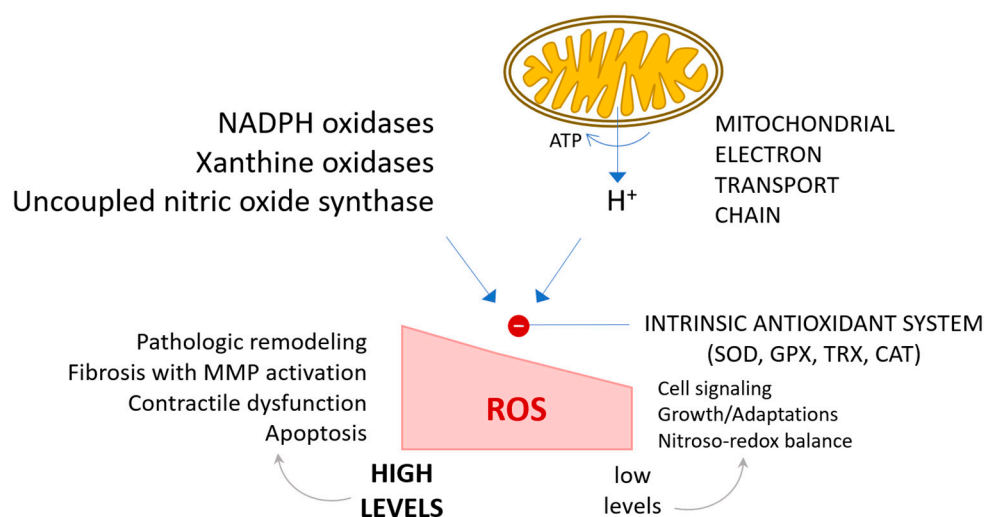 NADPH oxidases
Xanthine oxidases
Uncoupled nitric oxide synthase
ATP
H⁺
MITOCHONDRIAL
ELECTRON
TRANSPORT
CHAIN
INTRINSIC ANTIOXIDANT SYSTEM
(SOD, GPX, TRX, CAT)
Pathologic remodeling
Fibrosis with MMP activation
Contractile dysfunction
Apoptosis
ROS
Cell signaling
Growth/Adaptations
Nitroso-redox balance
HIGH
LEVELS
low
levels